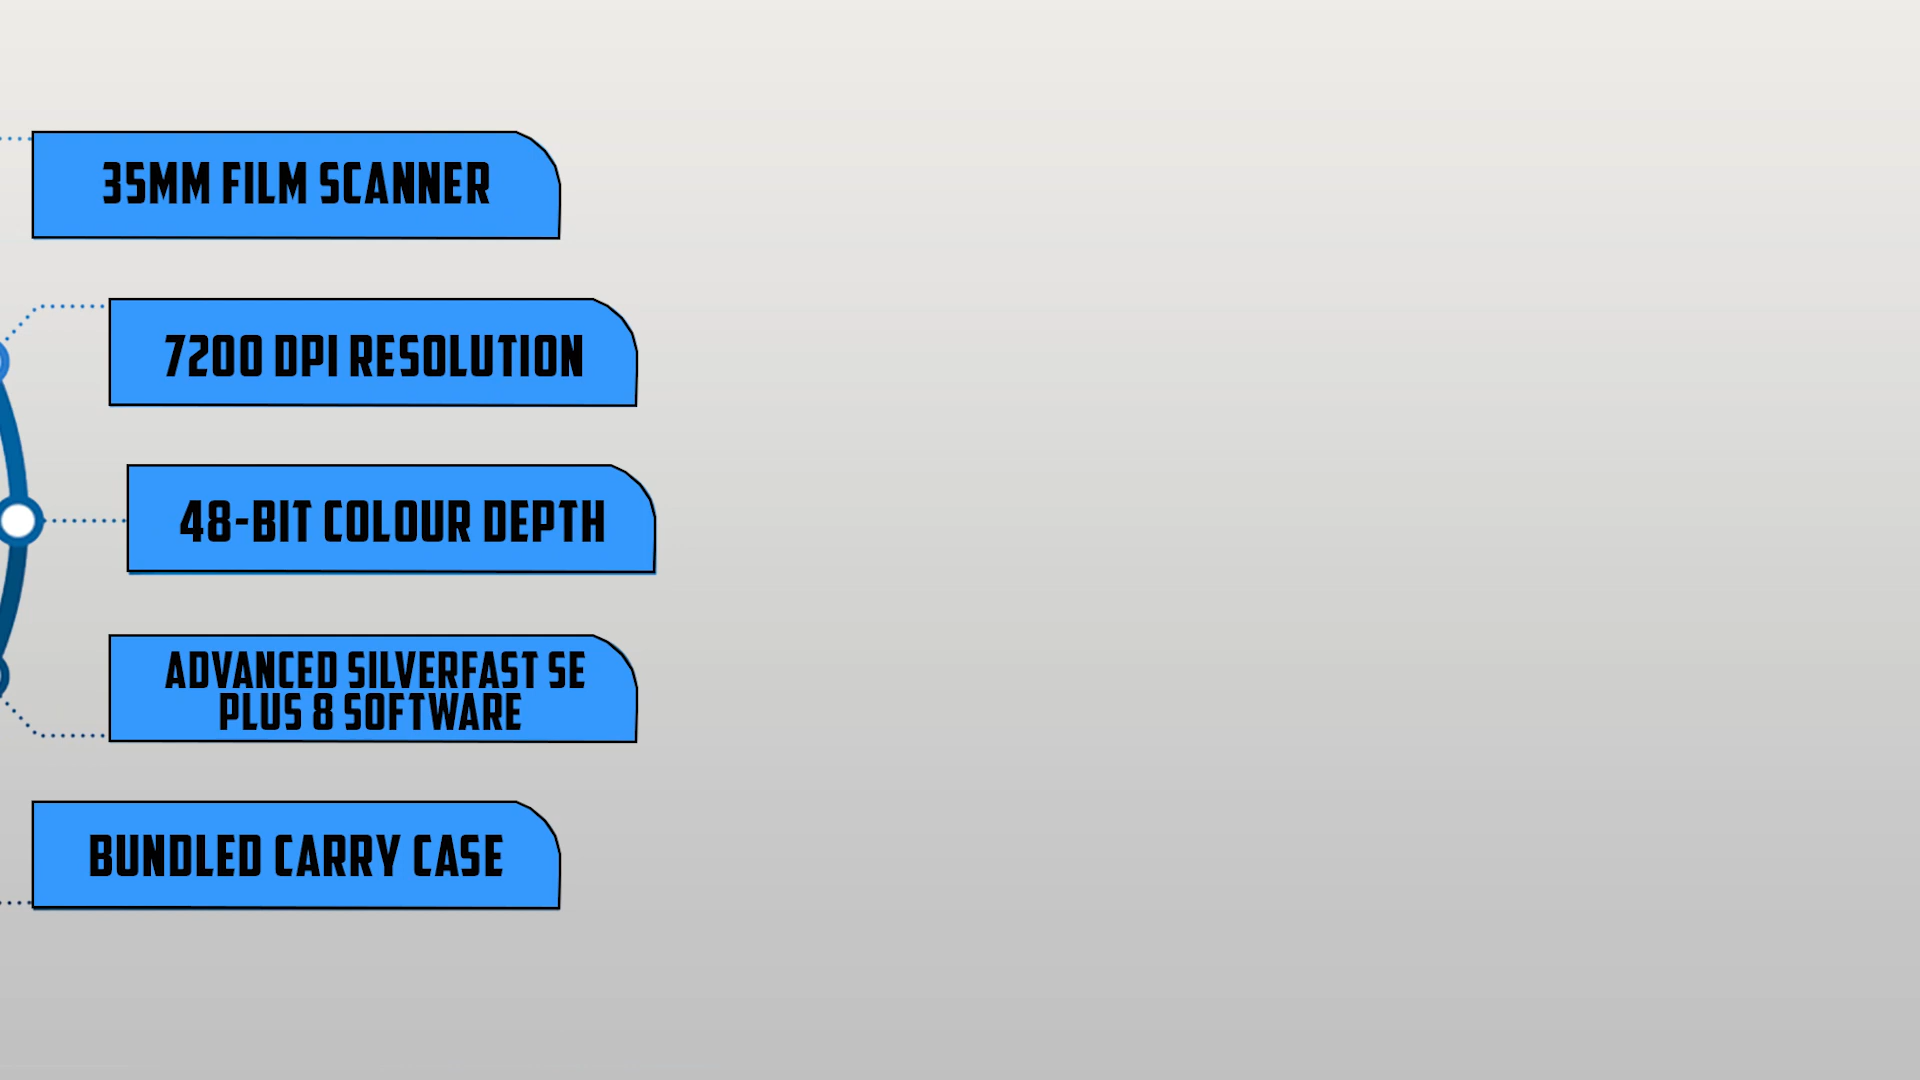 35MM FILM SCANNER
7200 DPI RESOLUTION
48-BIT COLOUR DEPTH
ADVANCED SILVERFAST SE
PLUS 8 SOFTWARE
BUNDLED CARRY CASE